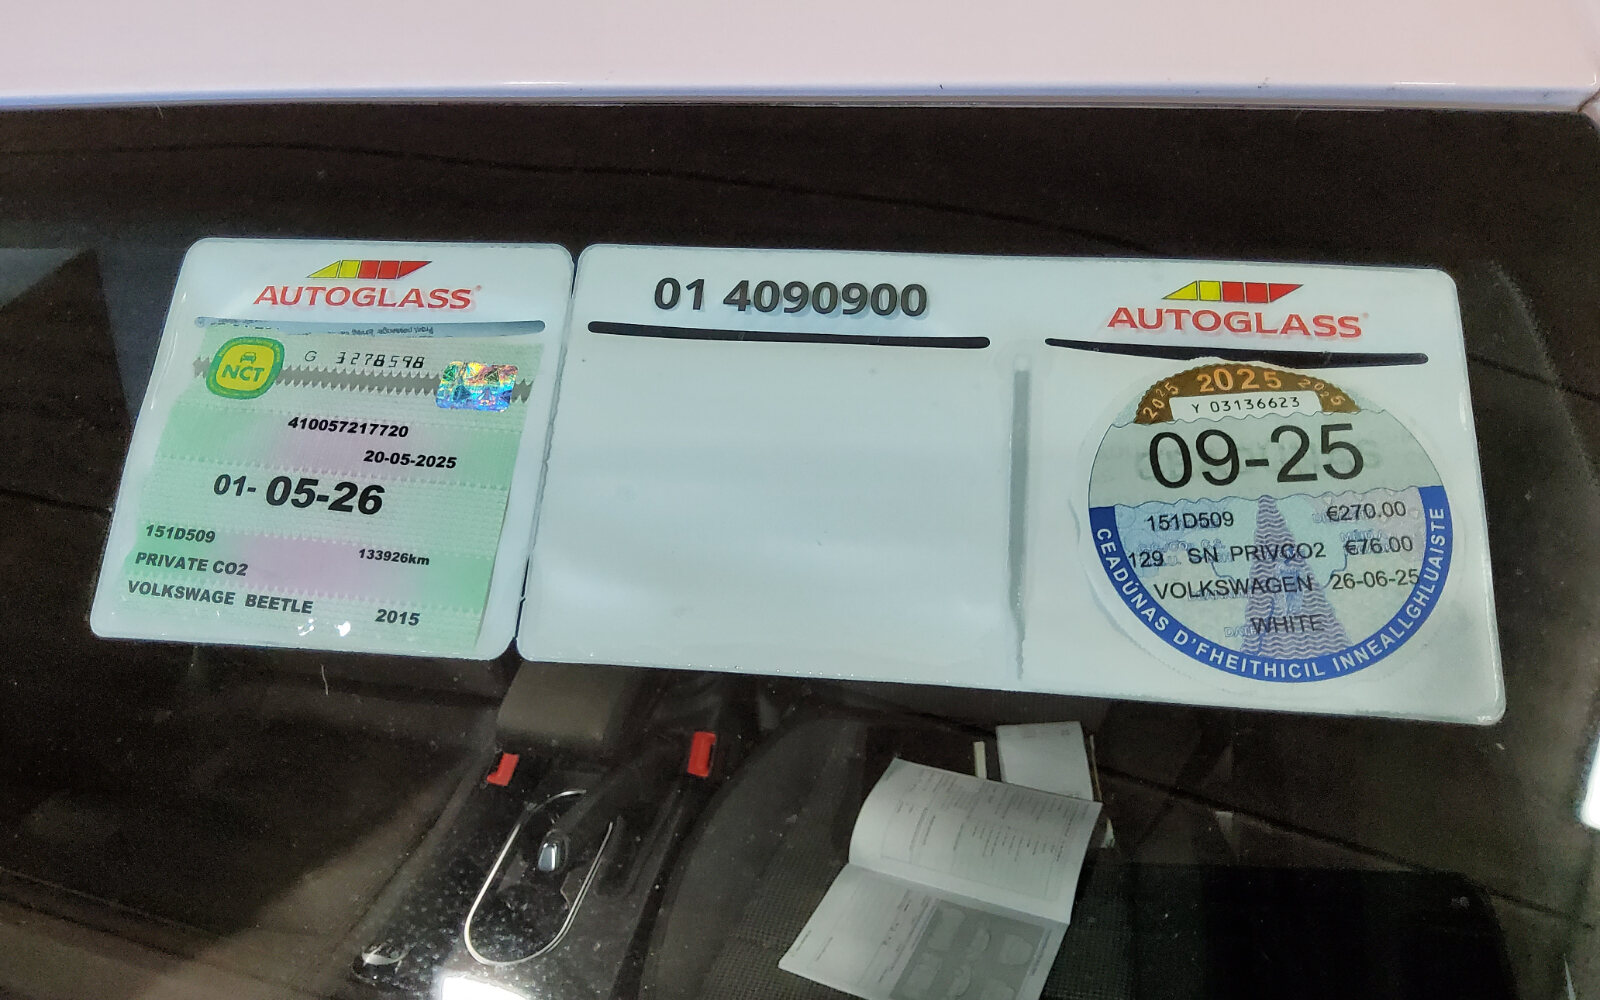 AUTOGLASS
NCT
G 3278598
410057217720
20-05-2025
01-05-26
151D509
133926km
PRIVATE CO2
VOLKSWAGE BEETLE
2015
01 4090900
AUTOGLASS
2025 2025 2025
Y 03136623
09-25
151D509 €270.00
129 SN PRIVCO2 €76.00
VOLKSWAGEN 26-06-25
WHITE
CEADÚNAS D'FHEITHICIL INNEALLGHLUAISTE